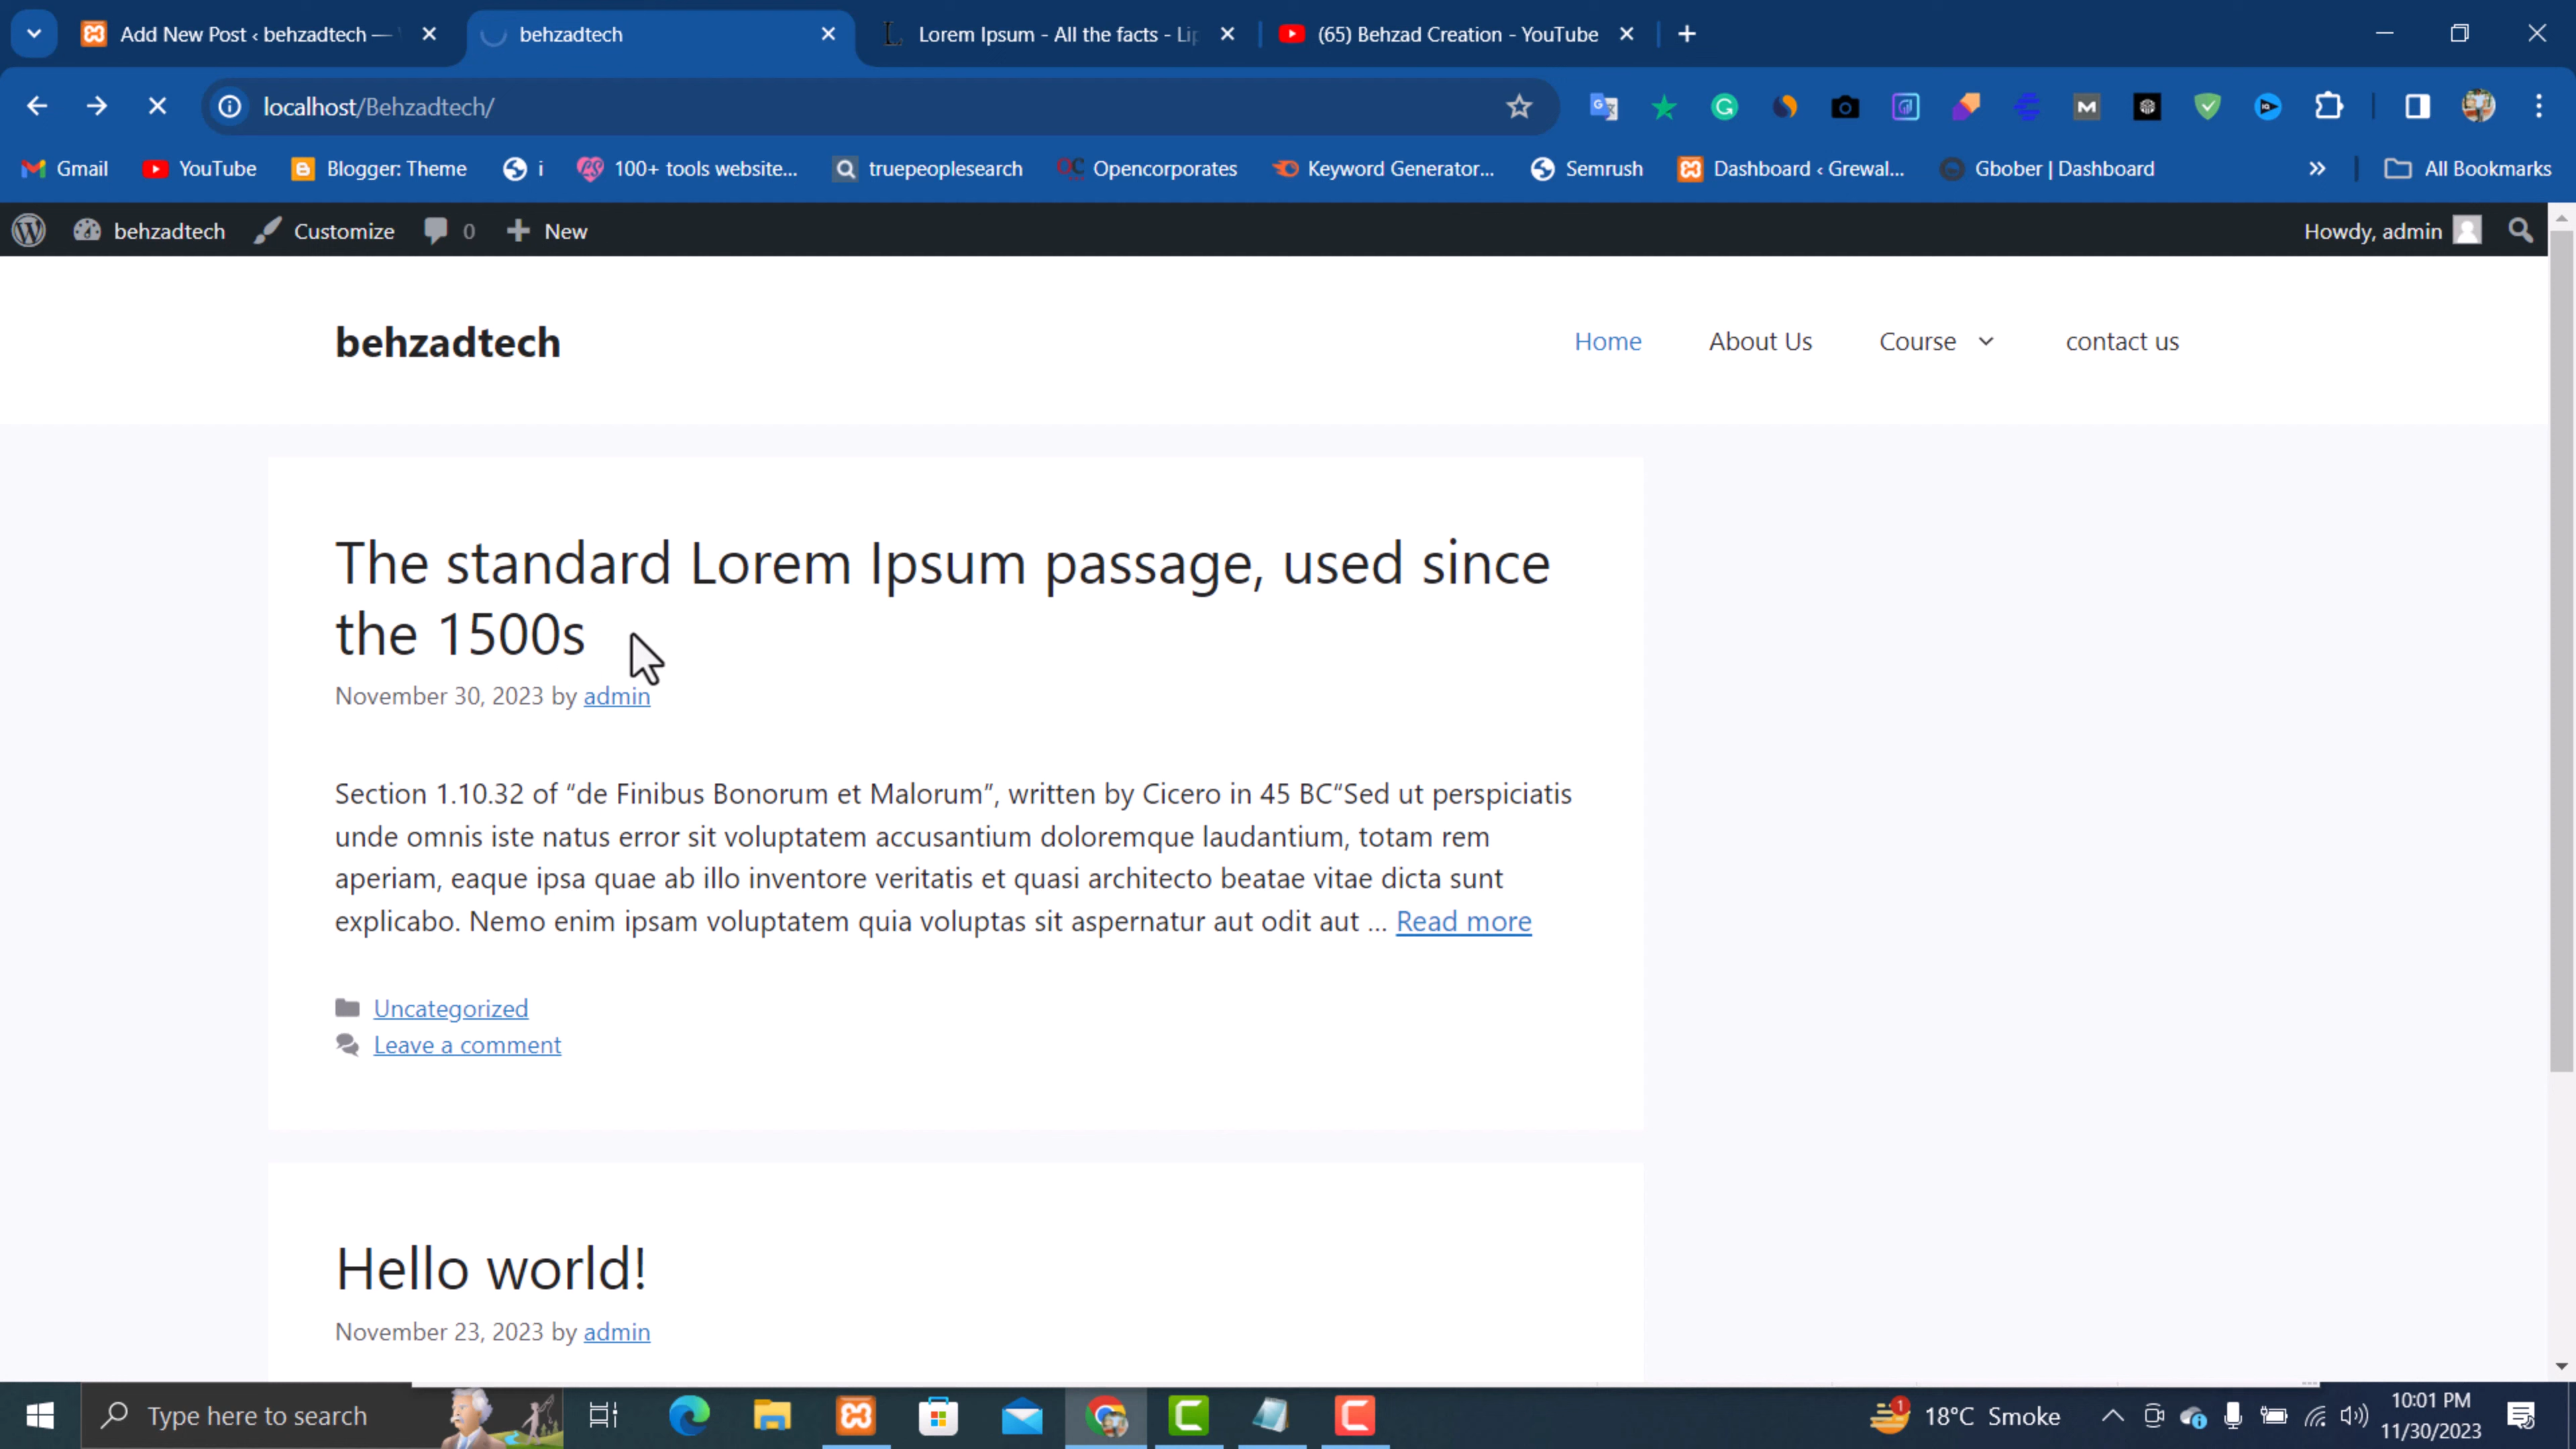 Add New Post ‹ behzadtech —
behzadtech
Lorem Ipsum - All the facts - Lip
(65) Behzad Creation - YouTube
localhost/Behzadtech/
Gmail
YouTube
Blogger: Theme
i
100+ tools website...
truepeoplesearch
Opencorporates
Keyword Generator...
Semrush
Dashboard ‹ Grewal...
Gbober | Dashboard
All Bookmarks
behzadtech
Customize
0
New
Howdy, admin
behzadtech
Home
About Us
Course
contact us
The standard Lorem Ipsum passage, used since
the 1500s
November 30, 2023 by admin
Section 1.10.32 of “de Finibus Bonorum et Malorum”, written by Cicero in 45 BC“Sed ut perspiciatis
unde omnis iste natus error sit voluptatem accusantium doloremque laudantium, totam rem
aperiam, eaque ipsa quae ab illo inventore veritatis et quasi architecto beatae vitae dicta sunt
explicabo. Nemo enim ipsam voluptatem quia voluptas sit aspernatur aut odit aut ... Read more
Uncategorized
Leave a comment
Hello world!
November 23, 2023 by admin
Type here to search
1
18°C Smoke
10:01 PM
11/30/2023